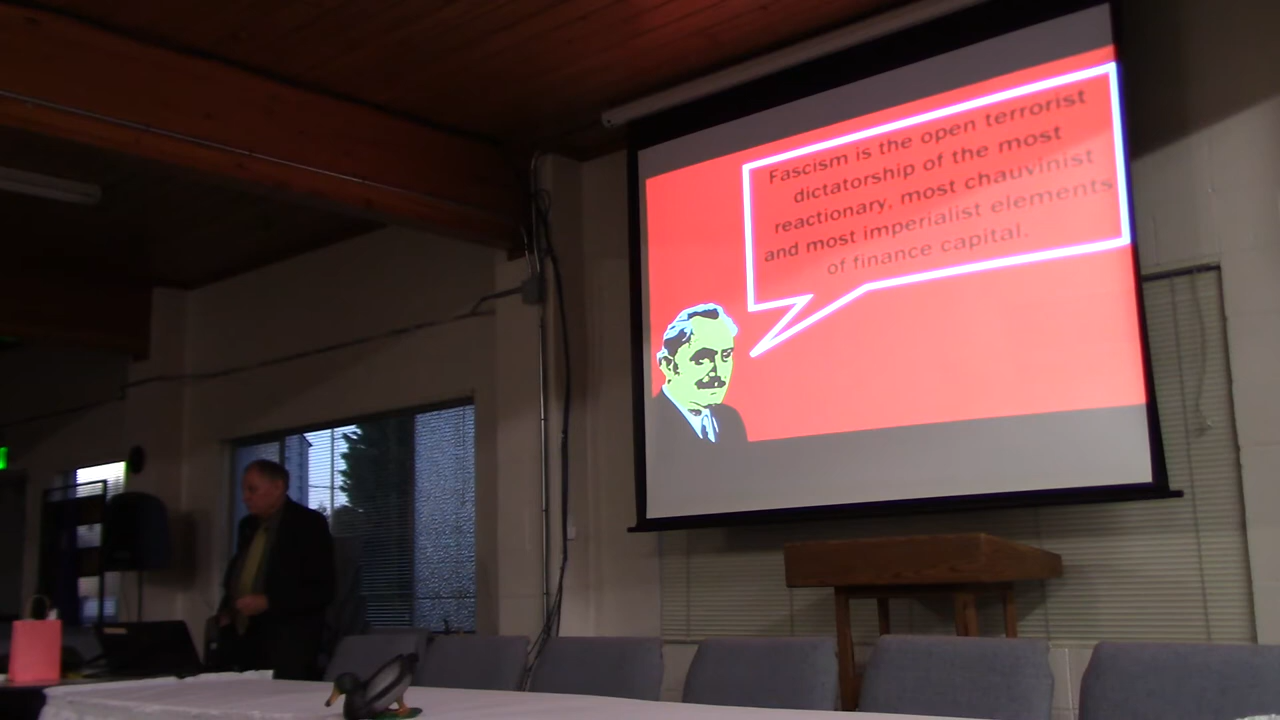 Fascism is the open terrorist
dictatorship of the most
reactionary, most chauvinist
and most imperialist elements
of finance capital.